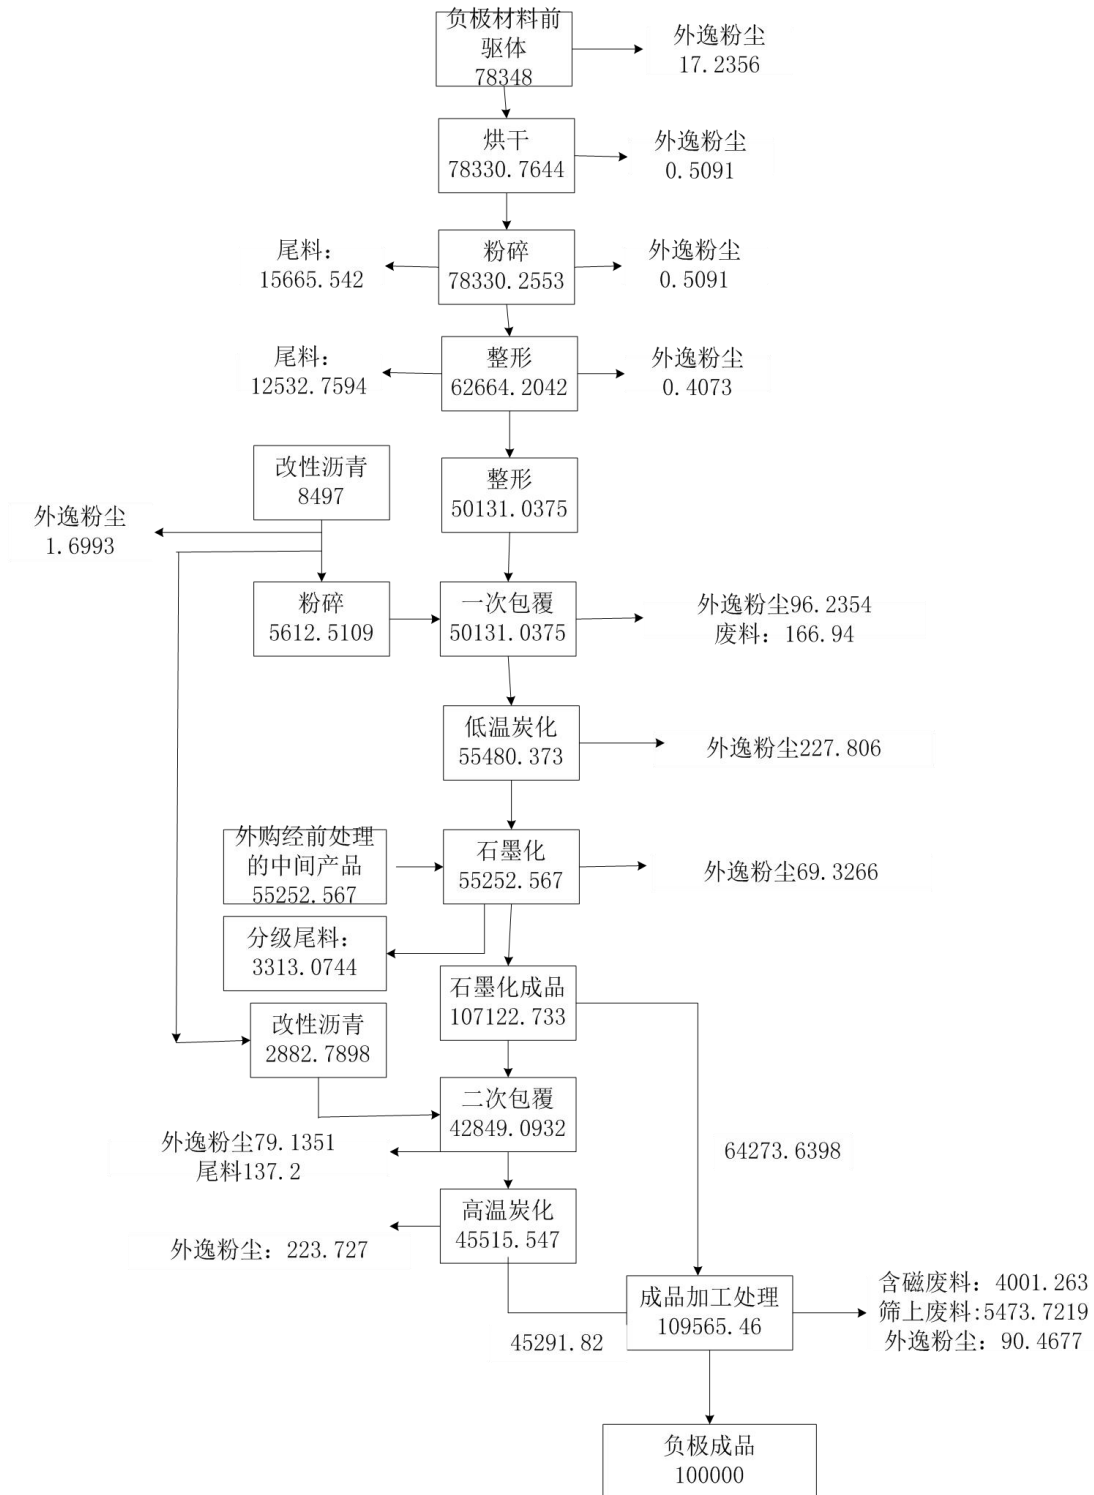 负极材料前
驱体
78348
外逸粉尘
17.2356
烘干
78330.7644
外逸粉尘
0.5091
尾料：
15665.542
粉碎
78330.2553
外逸粉尘
0.5091
尾料：
12532.7594
整形
62664.2042
外逸粉尘
0.4073
改性沥青
8497
整形
50131.0375
外逸粉尘
1.6993
粉碎
5612.5109
一次包覆
50131.0375
外逸粉尘96.2354
废料：166.94
低温炭化
55480.373
外逸粉尘227.806
外购经前处理
的中间产品
55252.567
石墨化
55252.567
外逸粉尘69.3266
分级尾料：
3313.0744
石墨化成品
107122.733
改性沥青
2882.7898
二次包覆
42849.0932
外逸粉尘79.1351
尾料137.2
64273.6398
高温炭化
45515.547
外逸粉尘：223.727
成品加工处理
109565.46
含磁废料：4001.263
筛上废料:5473.7219
外逸粉尘：90.4677
45291.82
负极成品
100000